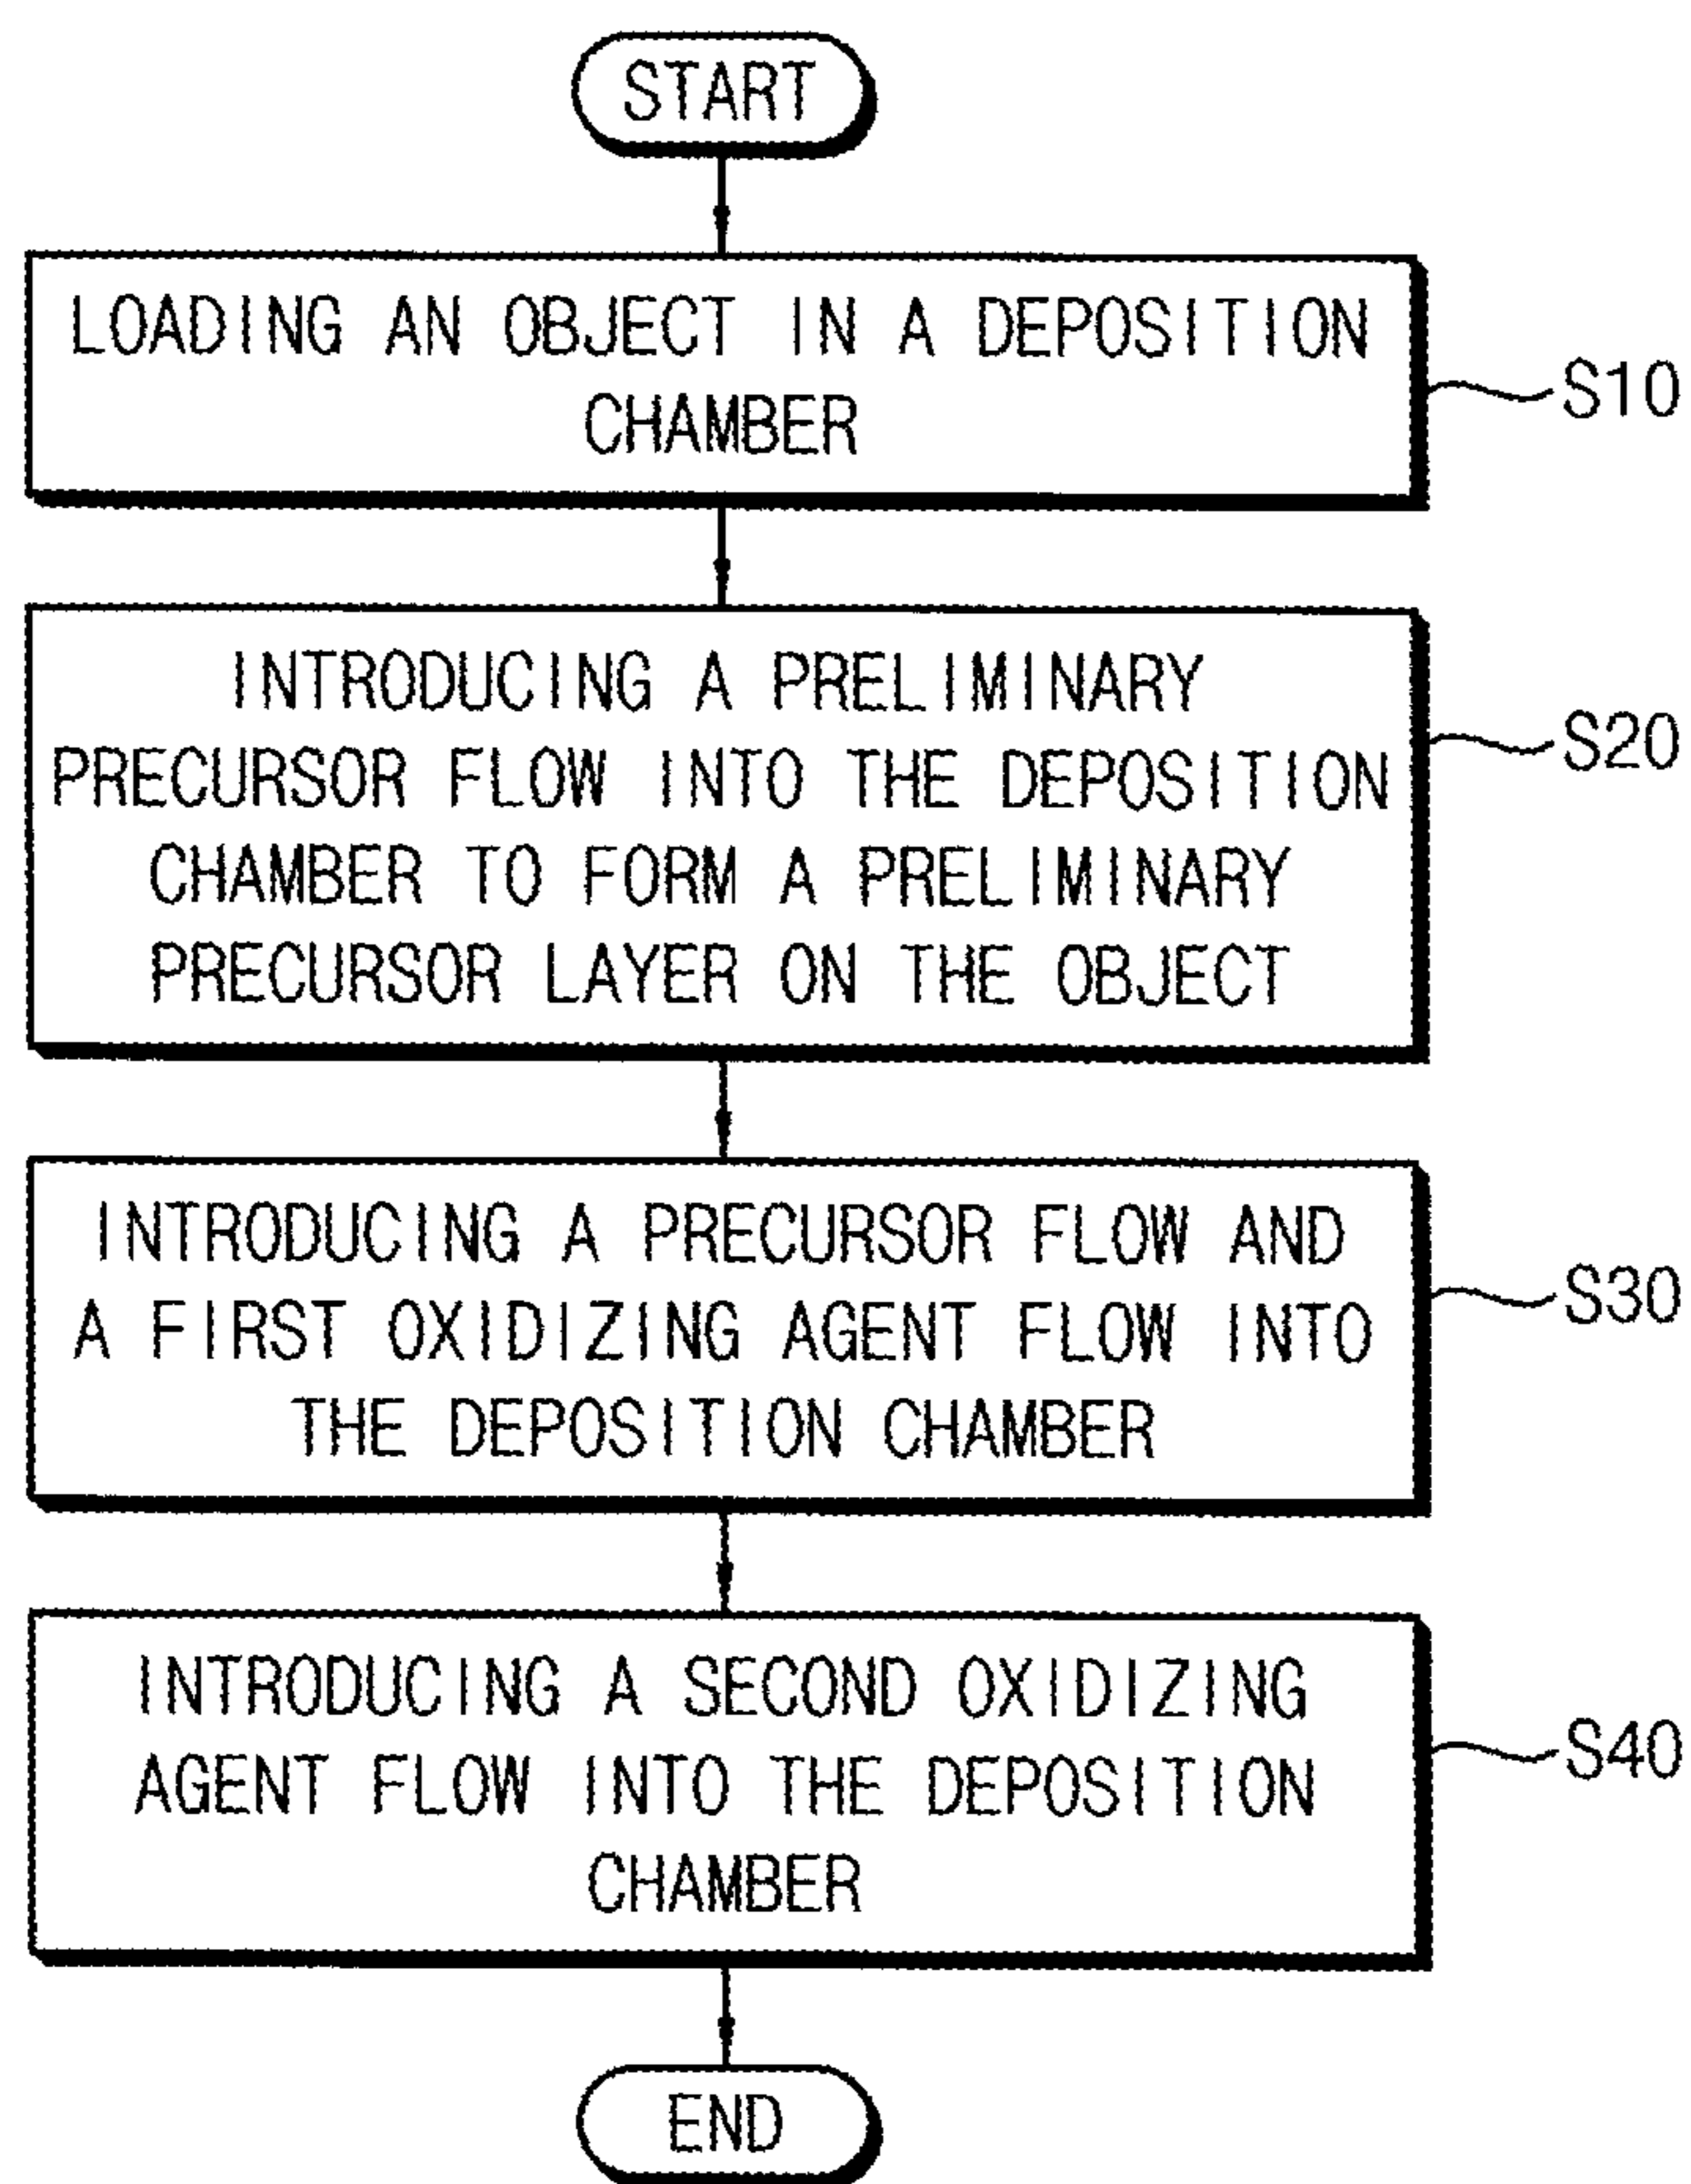 START
LOADING AN OBJECT IN A DEPOSITION
CHAMBER
S10
INTRODUCING A PRELIMINARY
PRECURSOR FLOW INTO THE DEPOSITION
CHAMBER TO FORM A PRELIMINARY
PRECURSOR LAYER ON THE OBJECT
S20
INTRODUCING A PRECURSOR FLOW AND
A FIRST OXIDIZING AGENT FLOW INTO
THE DEPOSITION CHAMBER
S30
INTRODUCING A SECOND OXIDIZING
AGENT FLOW INTO THE DEPOSITION
CHAMBER
S40
END